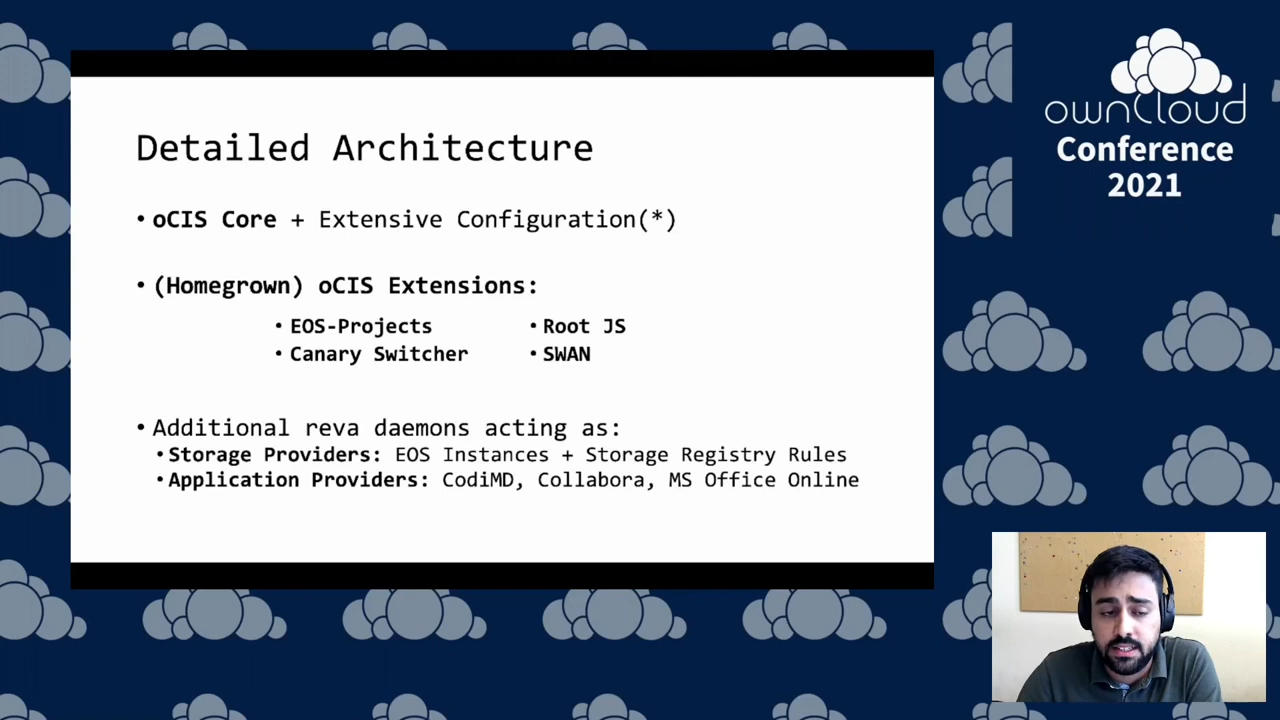 Detailed Architecture
• oCIS Core + Extensive Configuration(*)
• (Homegrown) oCIS Extensions:
• EOS-Projects
• Root JS
• Canary Switcher
• SWAN
• Additional reva daemons acting as:
• Storage Providers: EOS Instances + Storage Registry Rules
• Application Providers: CodiMD, Collabora, MS Office Online
ownCloud
Conference
2021